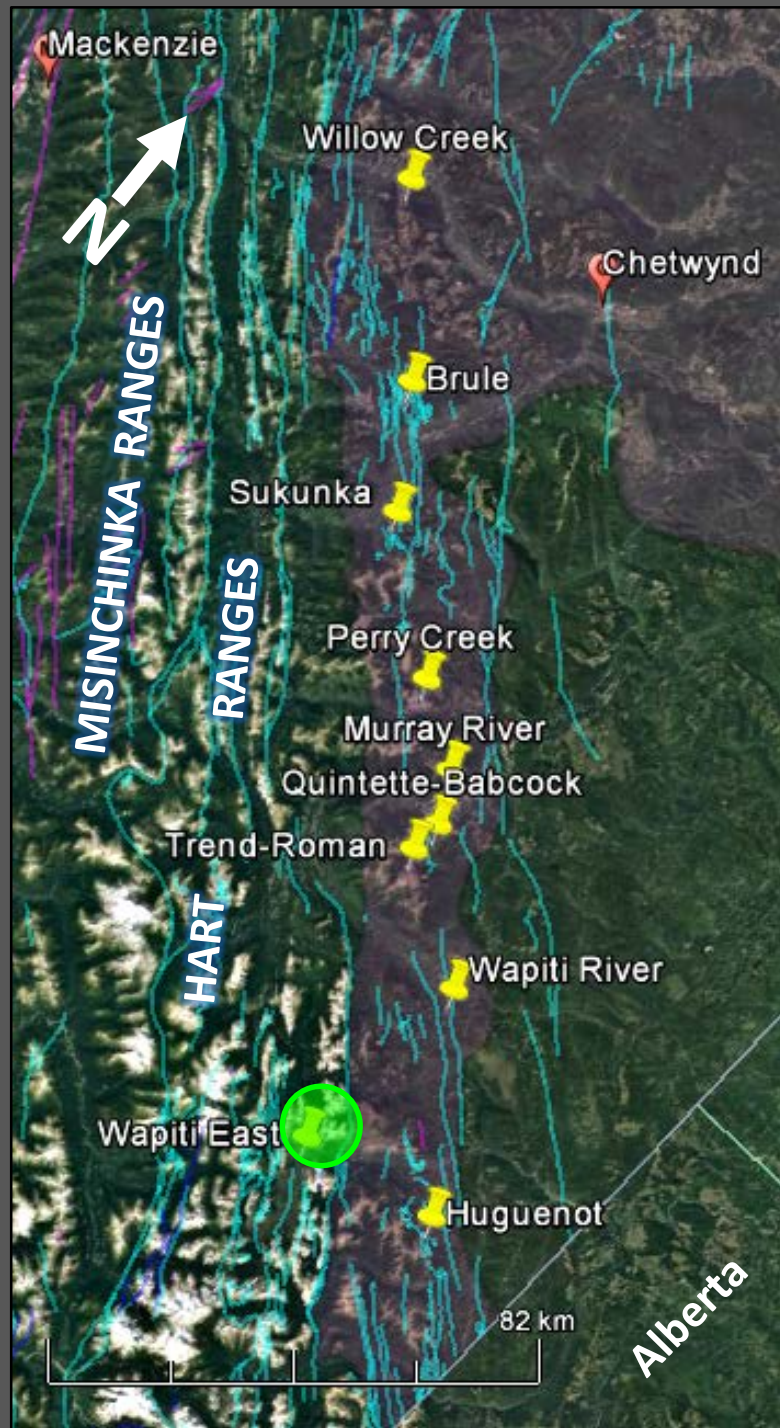 Mackenzie
Willow Creek
N
Chetwynd
MISINCHINKA RANGES
Brule
Sukunka
HART RANGES
Perry Creek
Murray River
Quintette-Babcock
Trend-Roman
Wapiti River
Wapiti East
Huguenot
Alberta
82 km